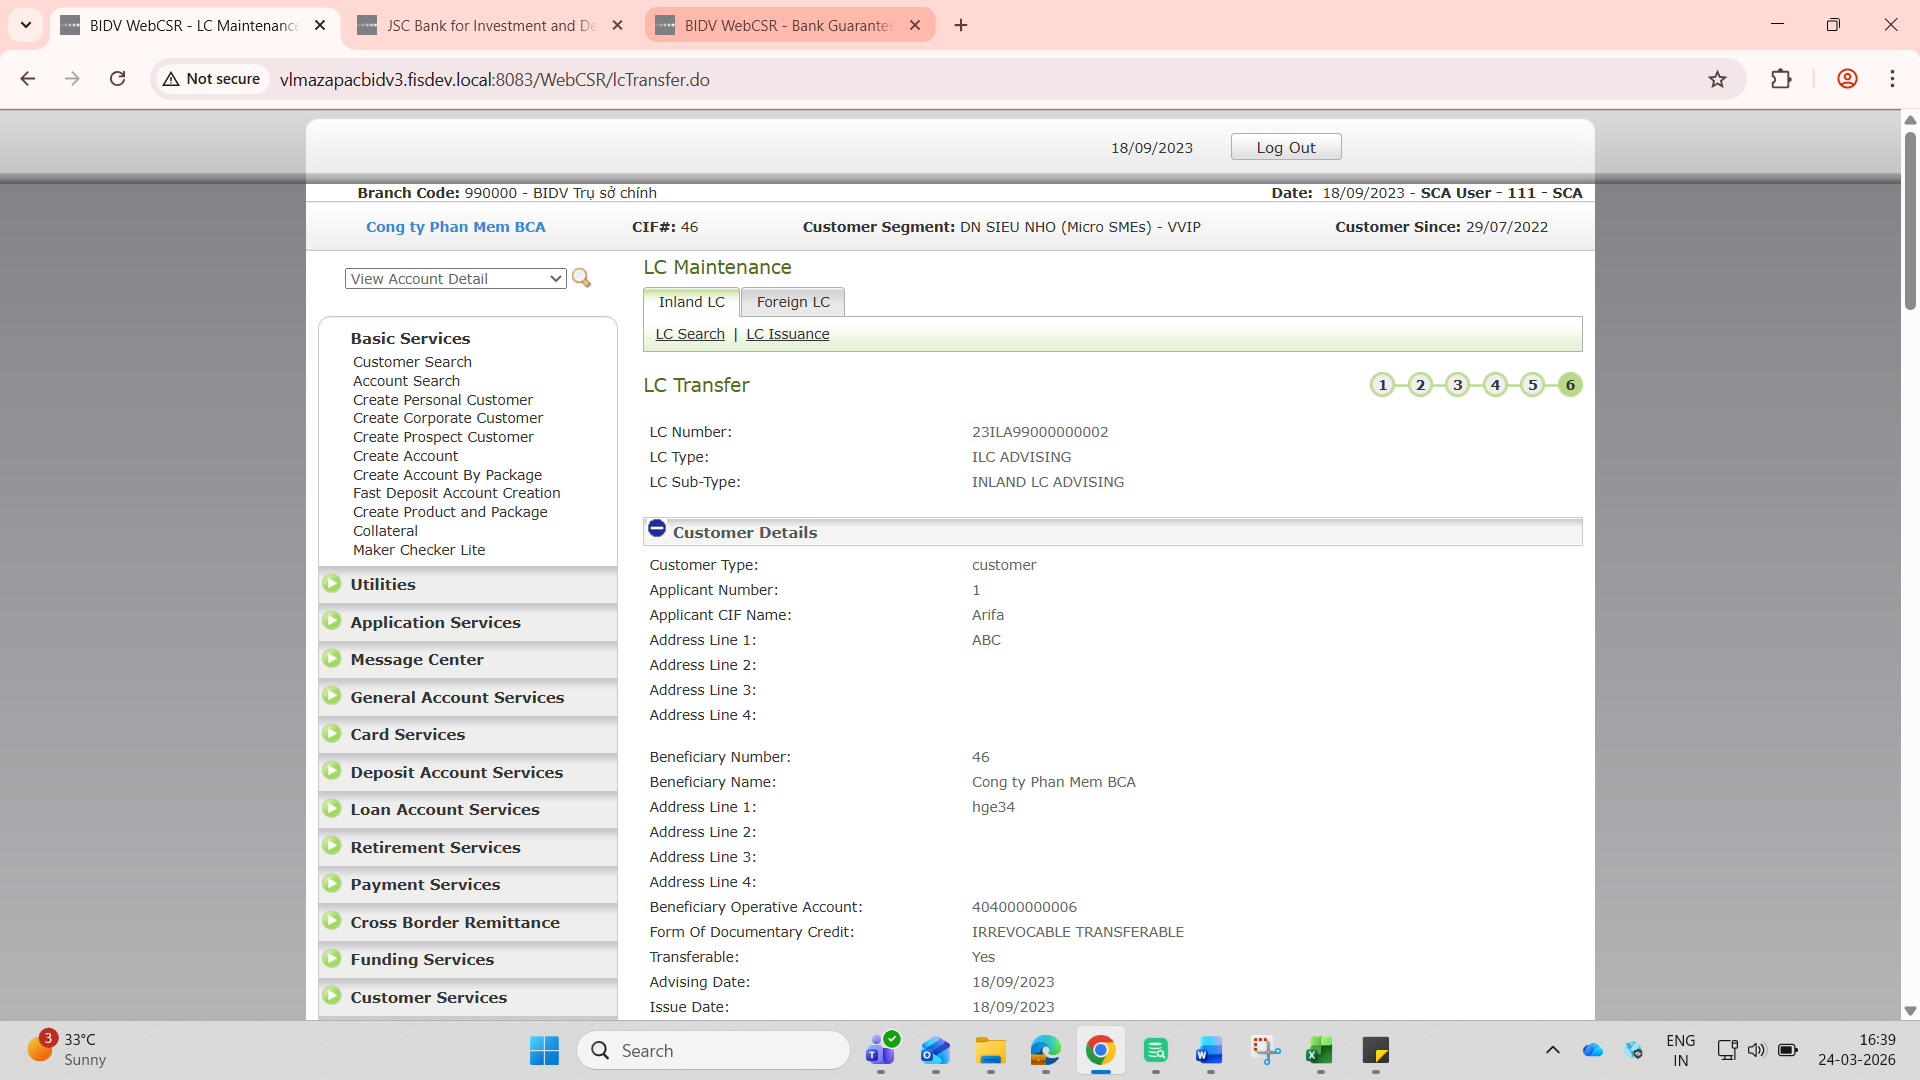 BIDV WebCSR - LC Maintenance
JSC Bank for Investment and De
BIDV WebCSR - Bank Guarantee
Not secure
vlmazapacbidv3.fisdev.local:8083/WebCSR/lcTransfer.do
18/09/2023
Log Out
Branch Code: 990000 - BIDV Trụ sở chính
Date: 18/09/2023 - SCA User - 111 - SCA
Cong ty Phan Mem BCA
CIF#: 46
Customer Segment: DN SIEU NHO (Micro SMEs) - VVIP
Customer Since: 29/07/2022
View Account Detail
Basic Services
Customer Search
Account Search
Create Personal Customer
Create Corporate Customer
Create Prospect Customer
Create Account
Create Account By Package
Fast Deposit Account Creation
Create Product and Package
Collateral
Maker Checker Lite
Utilities
Application Services
Message Center
General Account Services
Card Services
Deposit Account Services
Loan Account Services
Retirement Services
Payment Services
Cross Border Remittance
Funding Services
Customer Services
LC Maintenance
Inland LC
Foreign LC
LC Search | LC Issuance
LC Transfer
1 2 3 4 5 6
LC Number: 23ILA99000000002
LC Type: ILC ADVISING
LC Sub-Type: INLAND LC ADVISING
Customer Details
Customer Type: customer
Applicant Number: 1
Applicant CIF Name: Arifa
Address Line 1: ABC
Address Line 2:
Address Line 3:
Address Line 4:
Beneficiary Number: 46
Beneficiary Name: Cong ty Phan Mem BCA
Address Line 1: hge34
Address Line 2:
Address Line 3:
Address Line 4:
Beneficiary Operative Account: 404000000006
Form Of Documentary Credit: IRREVOCABLE TRANSFERABLE
Transferable: Yes
Advising Date: 18/09/2023
Issue Date: 18/09/2023
3
33°C
Sunny
Search
ENG
IN
16:39
24-03-2026